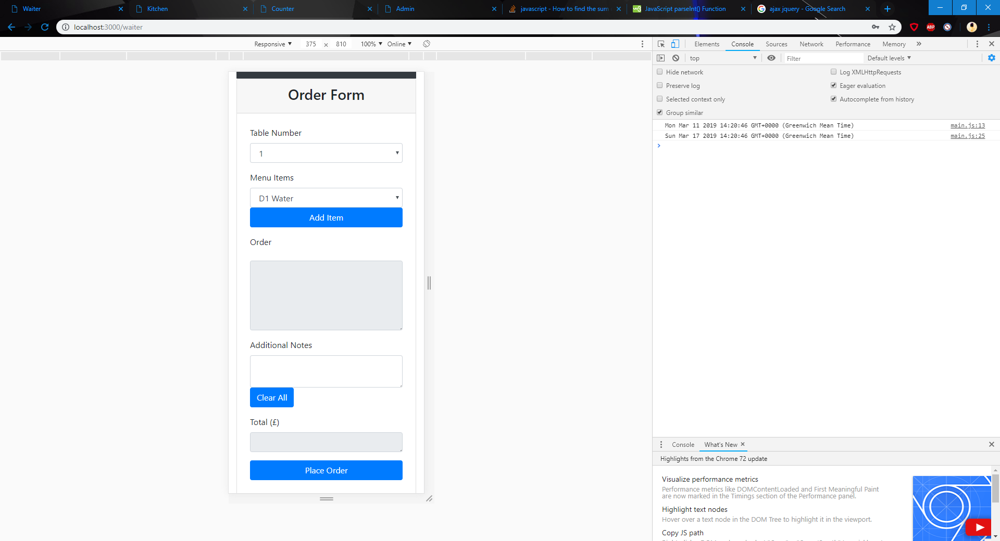 Waiter
Kitchen
Counter
Admin
javascript - How to find the sum
JavaScript parseInt() Function
ajax jquery - Google Search
localhost:3000/waiter
ABP
Responsive 375 x 810 100% Online
Elements Console Sources Network Performance Memory
top Filter Default levels
Hide network Log XMLHttpRequests
Preserve log Eager evaluation
Selected context only Autocomplete from history
Group similar
Mon Mar 11 2019 14:20:46 GMT+0000 (Greenwich Mean Time) main.js:13
Sun Mar 17 2019 14:20:46 GMT+0000 (Greenwich Mean Time) main.js:25
Order Form
Table Number
1
Menu Items
D1 Water
Add Item
Order
Additional Notes
Clear All
Total (£)
Place Order
Console What's New
Highlights from the Chrome 72 update
Visualize performance metrics
Performance metrics like DOMContentLoaded and First Meaningful Paint
are now marked in the Timings section of the Performance panel.
Highlight text nodes
Hover over a text node in the DOM Tree to highlight it in the viewport.
Copy JS path